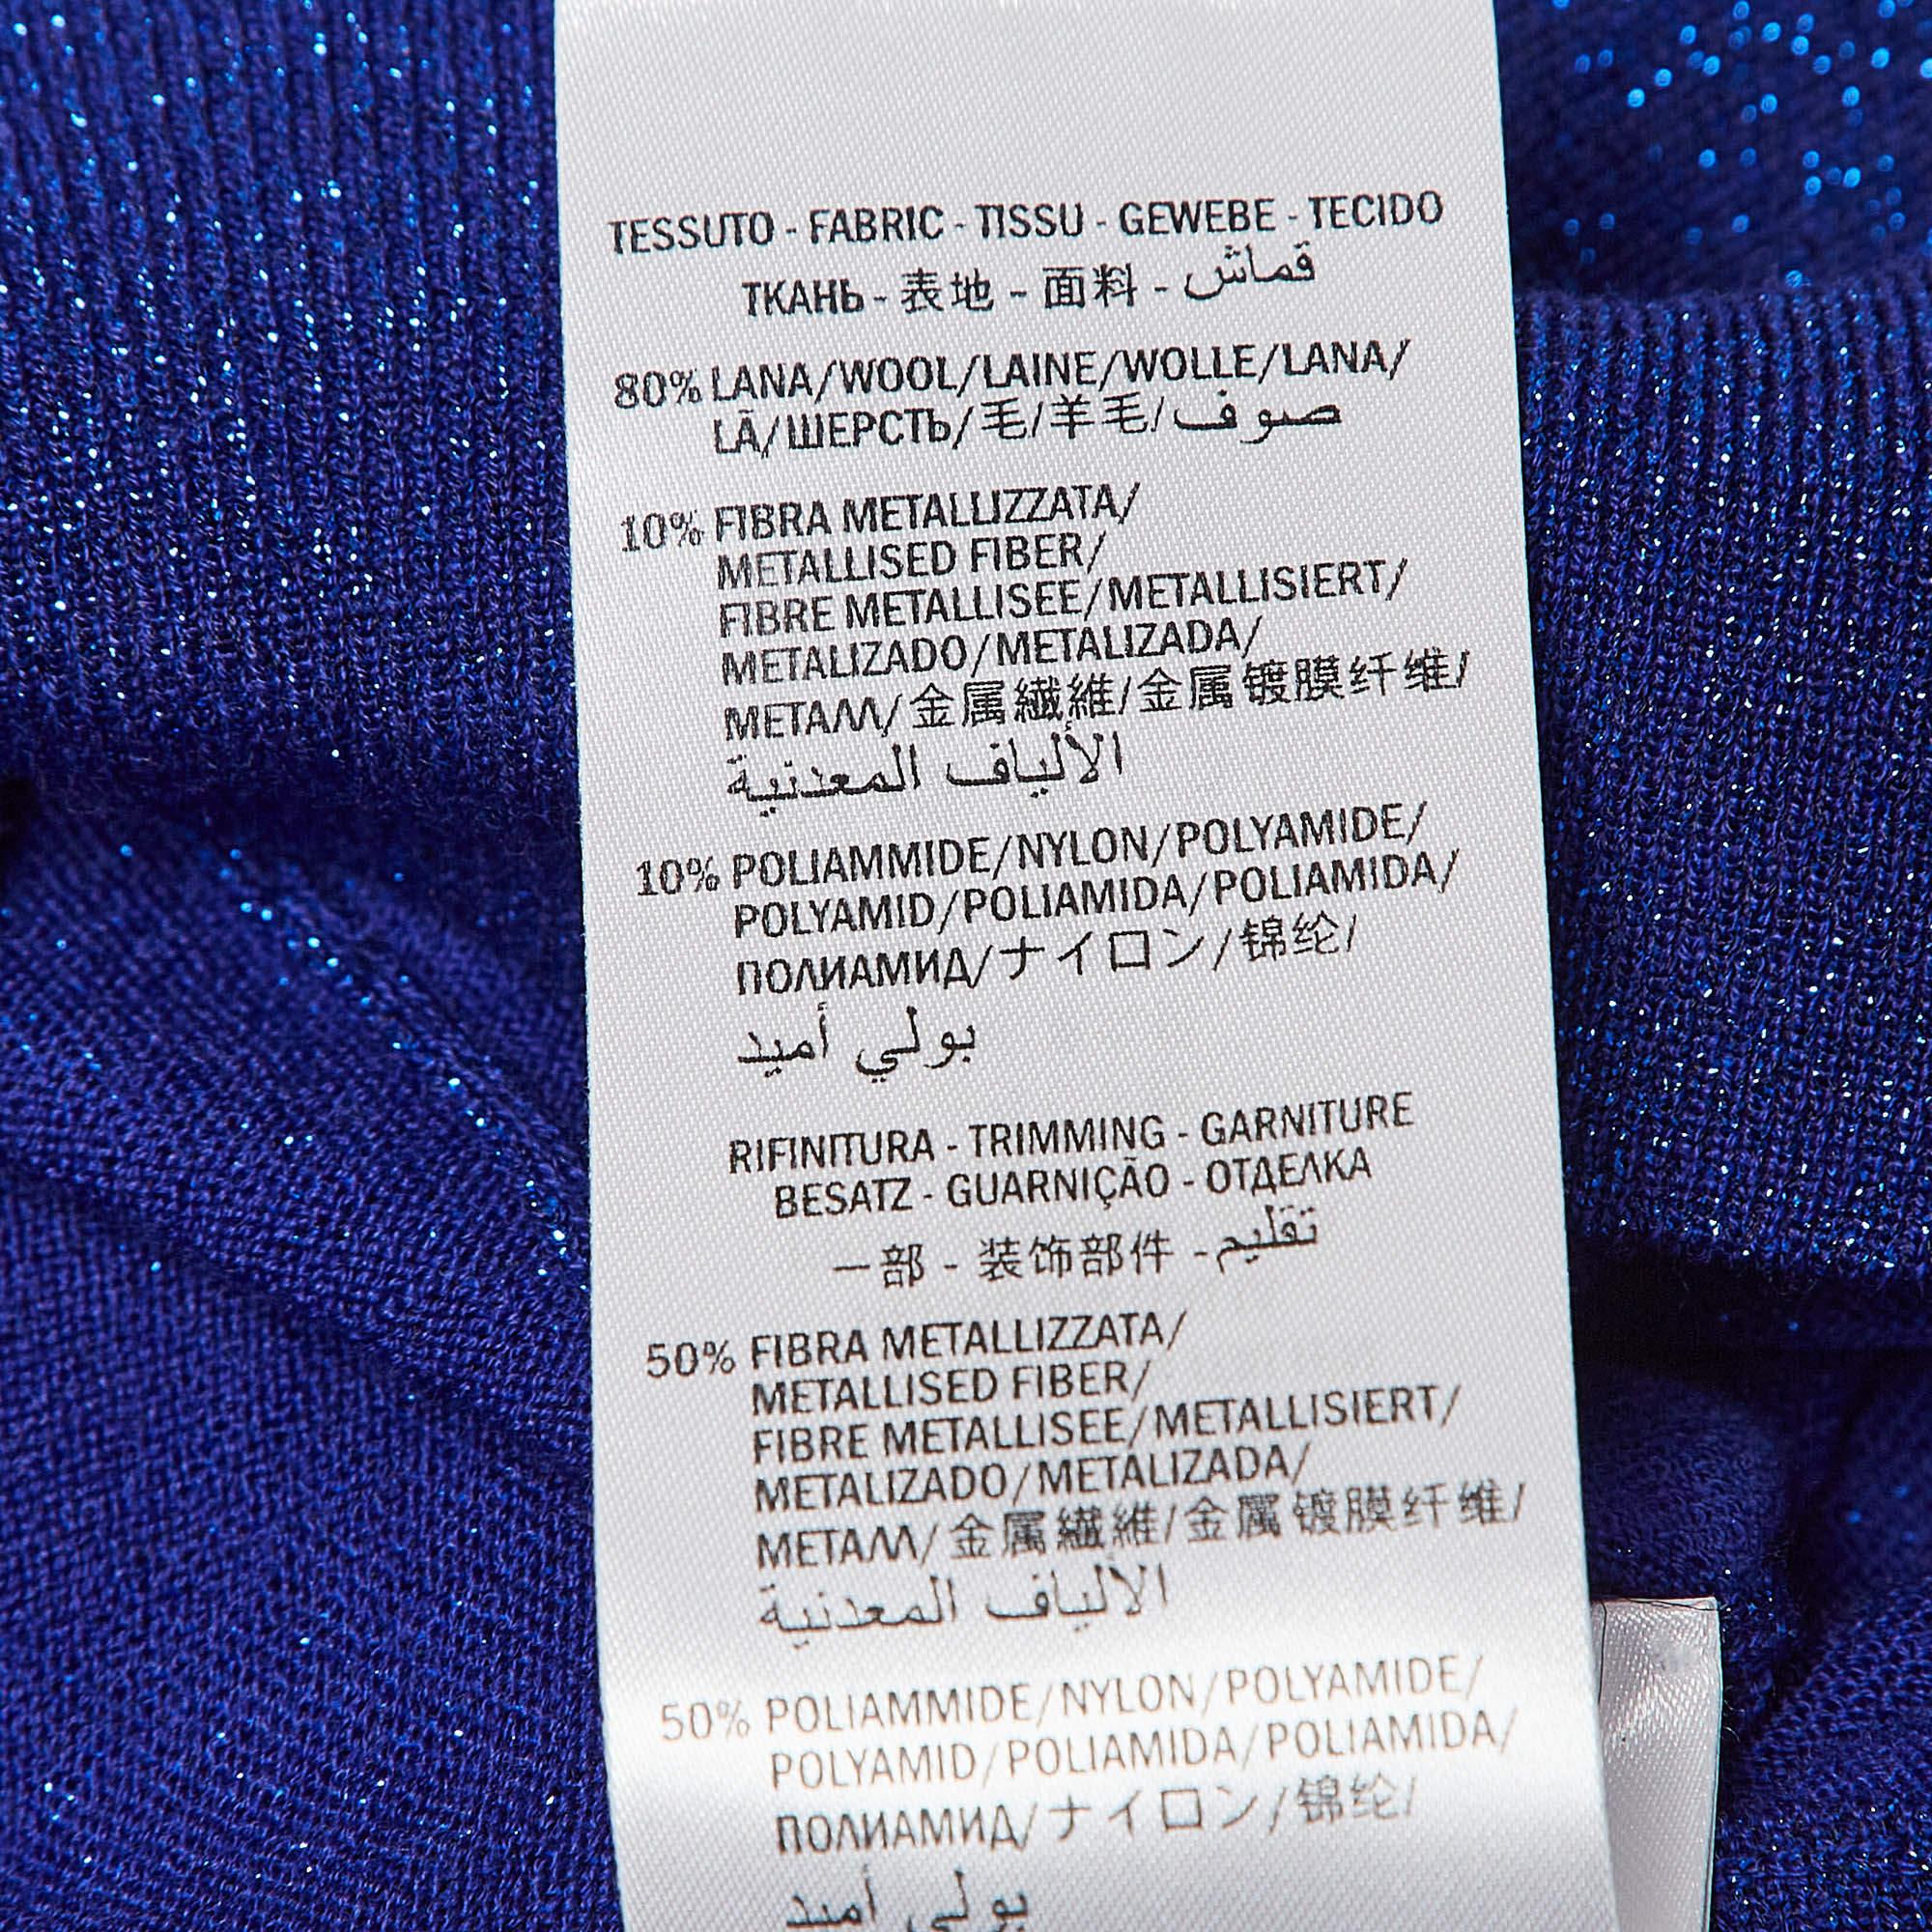 TESSUTO - FABRIC - TISSU - GEWEBE - TECIDO
ТКАНЬ - 表地 - 面料 - قماش
80% LANA/WOOL/LAINE/WOLLE/LANA/
LÃ/ШЕРСТЬ/毛/羊毛/صوف
10% FIBRA METALLIZZATA/
METALLISED FIBER/
FIBRE METALLISEE/METALLISIERT/
METALIZADO/METALIZADA/
МЕТАЛЛ/金属繊維/金属镀膜纤维/
الألياف المعدنية
10% POLIAMMIDE/NYLON/POLYAMIDE/
POLYAMID/POLIAMIDA/POLIAMIDA/
ПОЛИАМИД/ナイロン/锦纶/
بولي أميد
RIFINITURA - TRIMMING - GARNITURE
BESATZ - GUARNIÇÃO - ОТДЕЛКА
一部 - 装饰部件 - تقليم
50% FIBRA METALLIZZATA/
METALLISED FIBER/
FIBRE METALLISEE/METALLISIERT/
METALIZADO/METALIZADA/
МЕТАЛЛ/金属繊維/金属镀膜纤维/
الألياف المعدنية
50% POLIAMMIDE/NYLON/POLYAMIDE/
POLYAMID/POLIAMIDA/POLIAMIDA/
ПОЛИАМИД/ナイロン/锦纶/
بولي أميد